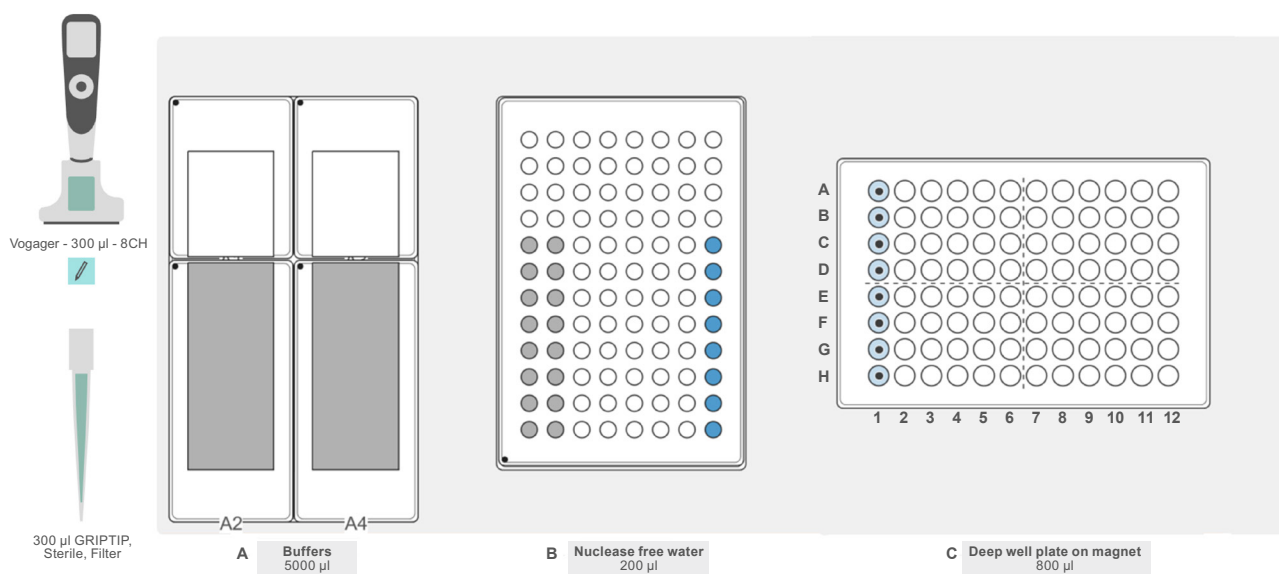 Vogager - 300 µl - 8CH
300 µl GRIPTIP,
Sterile, Filter
A2
A4
A
Buffers
5000 µl
B
Nuclease free water
200 µl
A
B
C
D
E
F
G
H
1 2 3 4 5 6 7 8 9 10 11 12
C
Deep well plate on magnet
800 µl